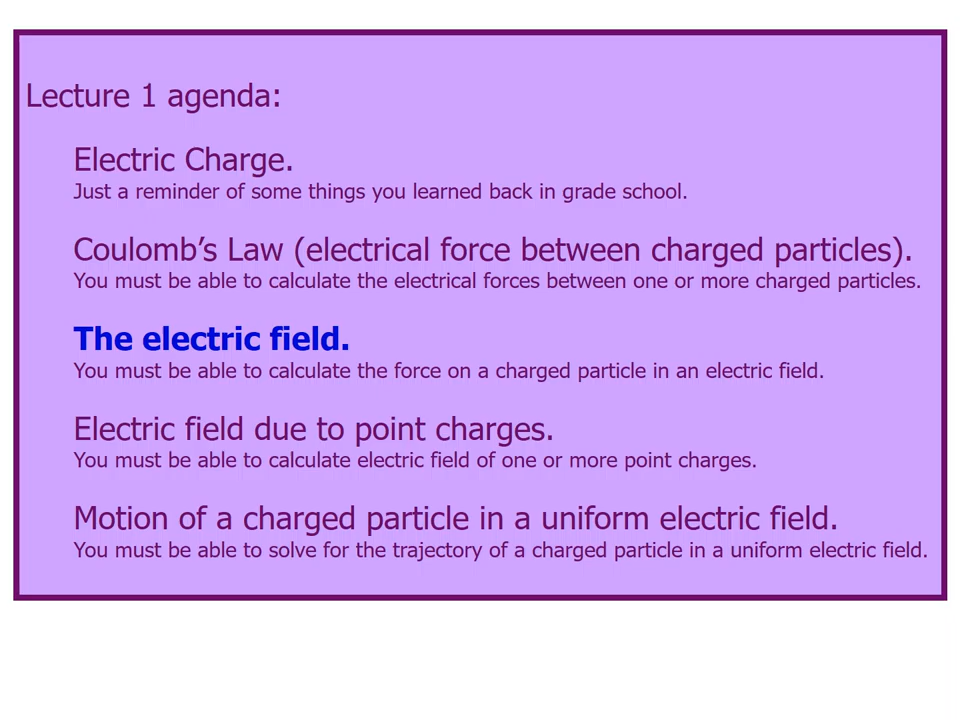 Lecture 1 agenda:
Electric Charge.
Just a reminder of some things you learned back in grade school.
Coulomb’s Law (electrical force between charged particles).
You must be able to calculate the electrical forces between one or more charged particles.
The electric field.
You must be able to calculate the force on a charged particle in an electric field.
Electric field due to point charges.
You must be able to calculate electric field of one or more point charges.
Motion of a charged particle in a uniform electric field.
You must be able to solve for the trajectory of a charged particle in a uniform electric field.